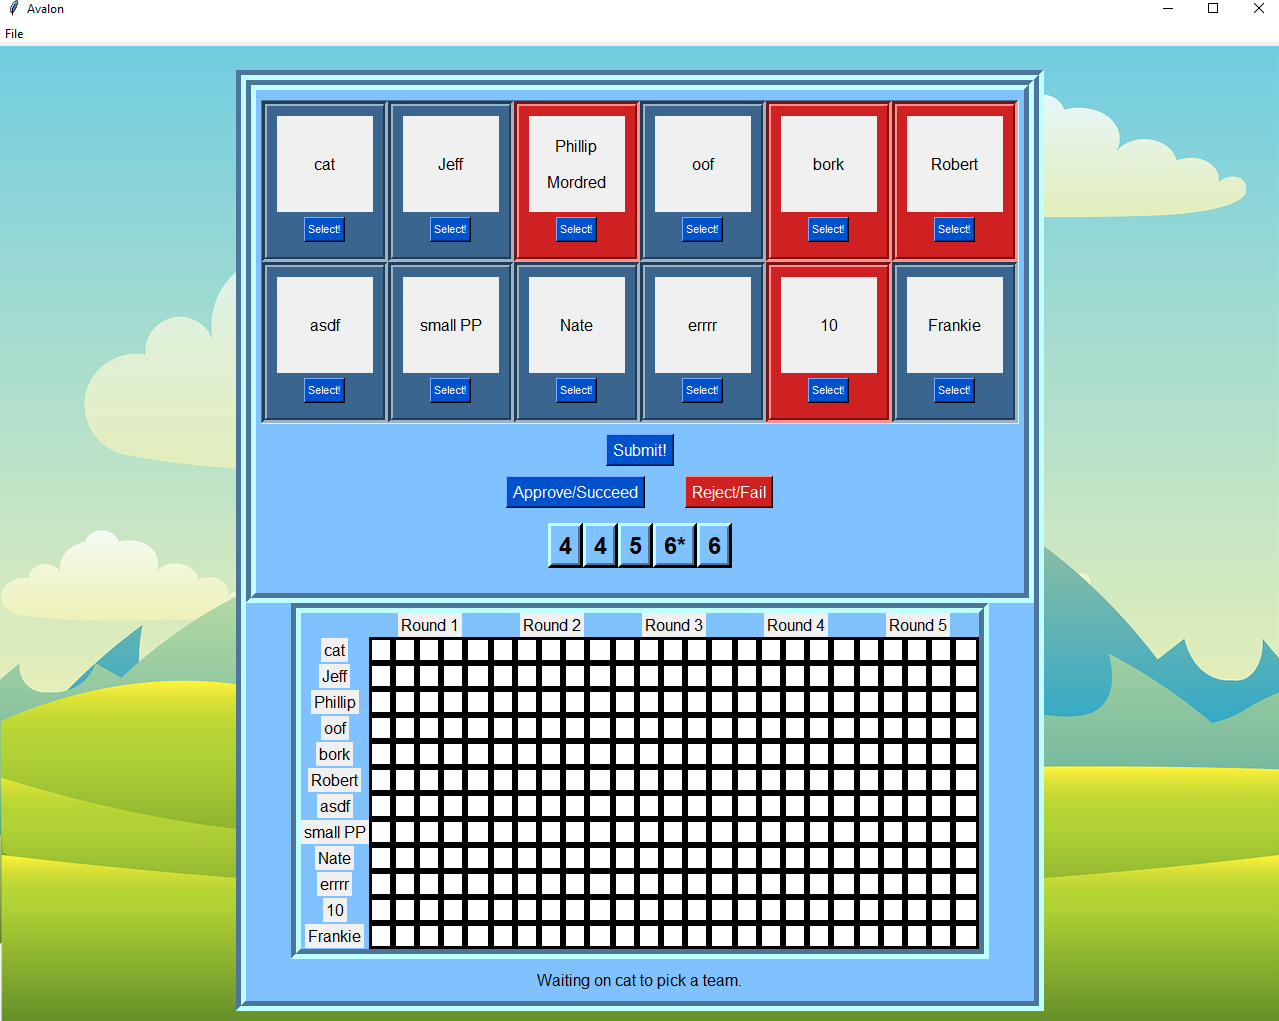 Avalon
File
cat
Jeff
Phillip
Mordred
oof
bork
Robert
Select!
Select!
Select!
Select!
Select!
Select!
asdf
small PP
Nate
errrr
10
Frankie
Select!
Select!
Select!
Select!
Select!
Select!
Submit!
Approve/Succeed
Reject/Fail
4
4
5
6*
6
Round 1
Round 2
Round 3
Round 4
Round 5
cat
Jeff
Phillip
oof
bork
Robert
asdf
small PP
Nate
errrr
10
Frankie
Waiting on cat to pick a team.